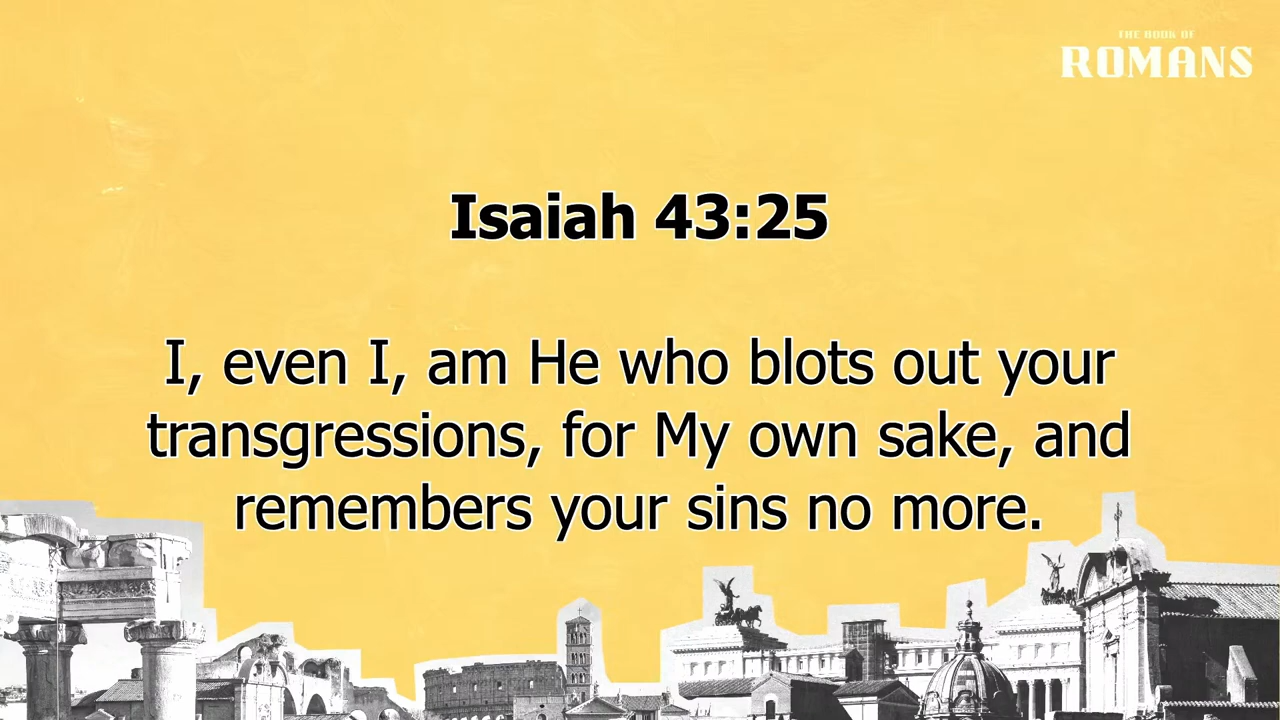 THE BOOK OF
ROMANS
Isaiah 43:25
I, even I, am He who blots out your
transgressions, for My own sake, and
remembers your sins no more.